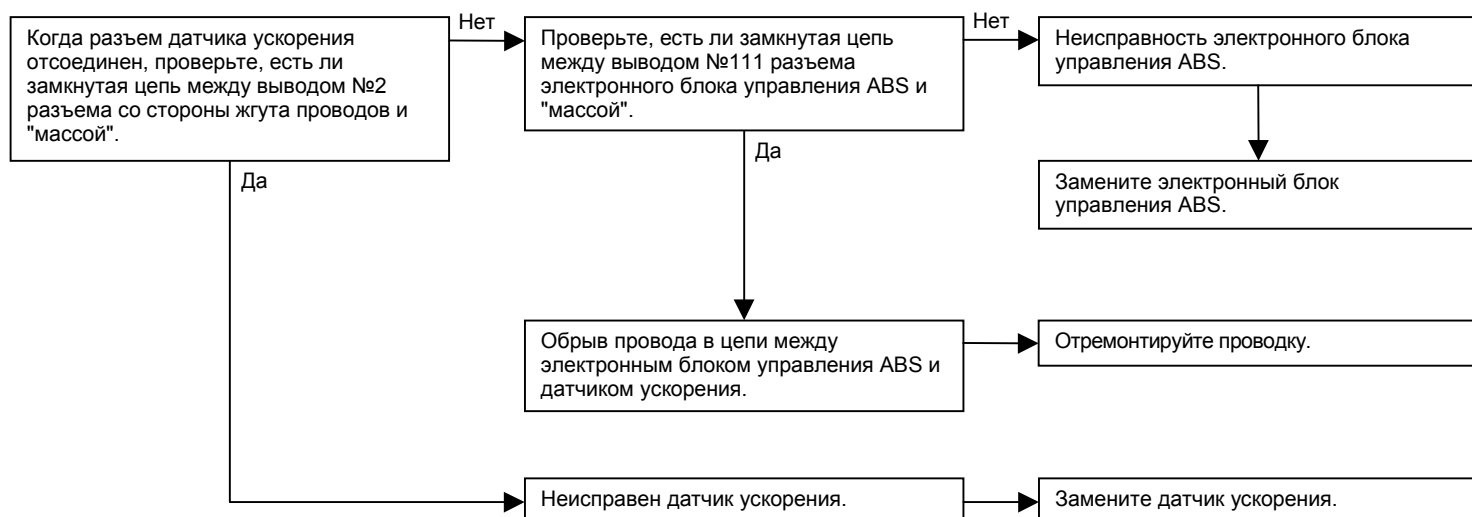 Когда разъем датчика ускорения
отсоединен, проверьте, есть ли
замкнутая цепь между выводом №2
разъема со стороны жгута проводов и
"массой".
Нет
Проверьте, есть ли замкнутая цепь
между выводом №111 разъема
электронного блока управления ABS и
"массой".
Нет
Неисправность электронного блока
управления ABS.
Да
Да
Замените электронный блок
управления ABS.
Обрыв провода в цепи между
электронным блоком управления ABS и
датчиком ускорения.
Отремонтируйте проводку.
Неисправен датчик ускорения.
Замените датчик ускорения.